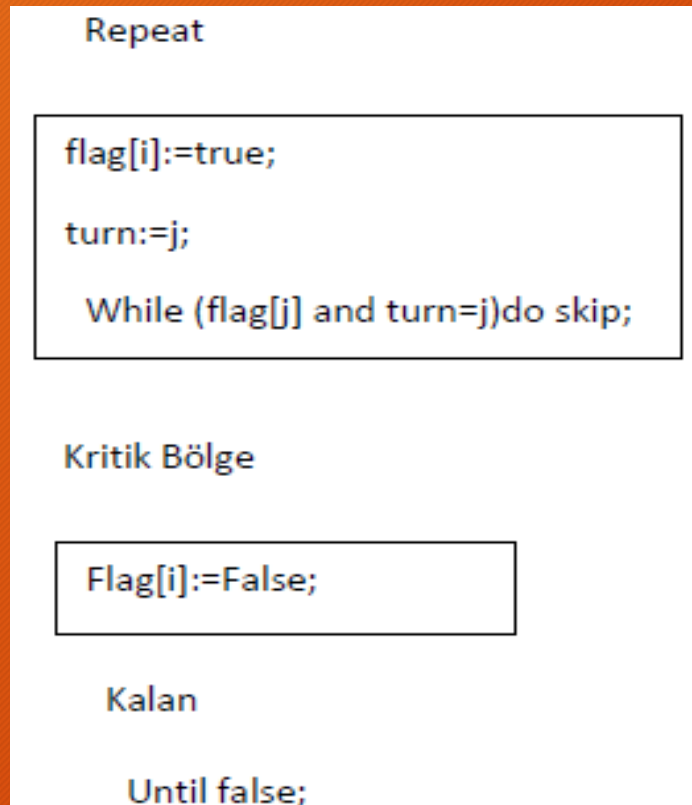 Repeat
flag[i]:=true;
turn:=j;
While (flag[j] and turn=j)do skip;
Kritik Bölge
Flag[i]:=False;
Kalan
Until false;